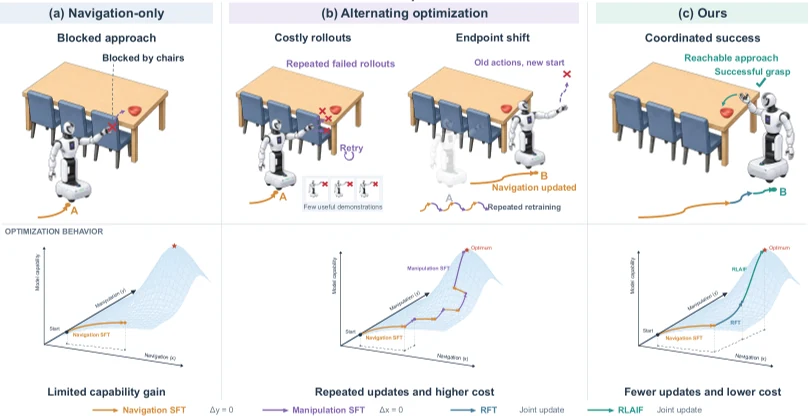 (a) Navigation-only
(b) Alternating optimization
(c) Ours
Blocked approach
Blocked by chairs
A
Costly rollouts
Repeated failed rollouts
Retry
A
Few useful demonstrations
Endpoint shift
Old actions, new start
B
Navigation updated
A
Repeated retraining
Coordinated success
Reachable approach
Successful grasp
B
OPTIMIZATION BEHAVIOR
Model capability
Manipulation (y)
Start
Navigation SFT
Navigation (x)
Limited capability gain
Model capability
Manipulation (y)
Manipulation SFT
Optimum
Start
Navigation SFT
Navigation (x)
Repeated updates and higher cost
Model capability
Manipulation (y)
RLAIF
Optimum
Start
Navigation SFT
RFT
Navigation (x)
Fewer updates and lower cost
Navigation SFT Δy = 0 Manipulation SFT Δx = 0 RFT Joint update RLAIF Joint update